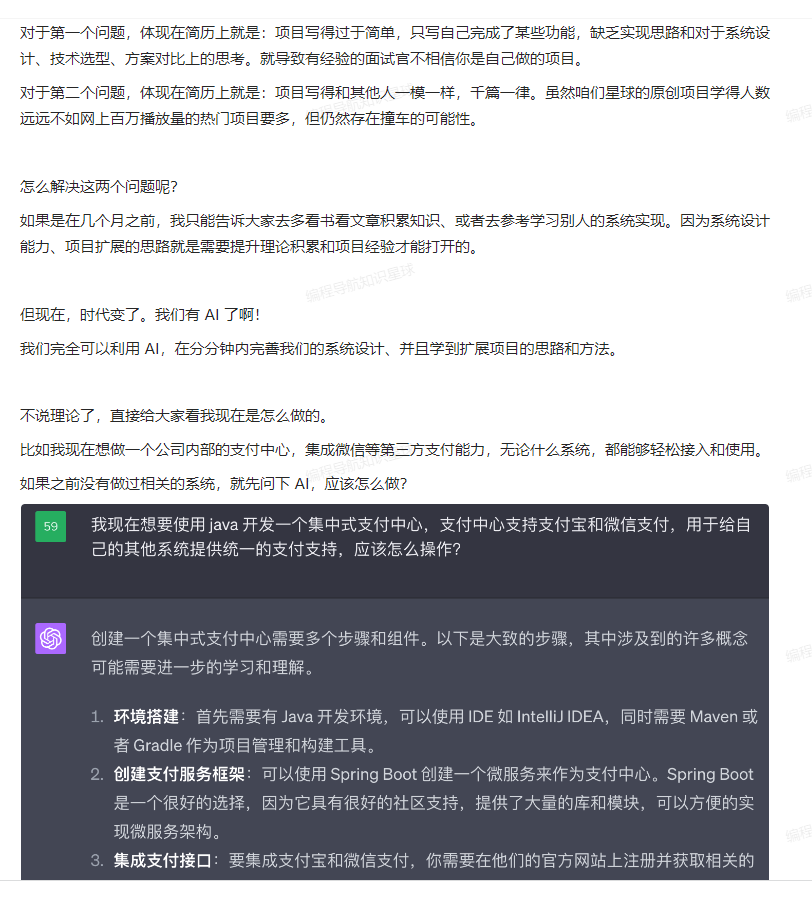 对于第一个问题，体现在简历上就是：项目写得过于简单，只写自己完成了某些功能，缺乏实现思路和对于系统设
计、技术选型、方案对比上的思考。就导致有经验的面试官不相信你是自己做的项目。
对于第二个问题，体现在简历上就是：项目写得和其他人一模一样，千篇一律。虽然咱们星球的原创项目学得人数
远远不如网上百万播放量的热门项目要多，但仍然存在撞车的可能性。
怎么解决这两个问题呢？
如果是在几个月之前，我只能告诉大家去多看书看文章积累知识、或者去参考学习别人的系统实现。因为系统设计
能力、项目扩展的思路就是需要提升理论积累和项目经验才能打开的。
编程导航知识星球
但现在，时代变了。我们有 AI 了啊！
我们完全可以利用 AI，在分分钟内完善我们的系统设计、并且学到扩展项目的思路和方法。
不说理论了，直接给大家看我现在是怎么做的。
比如我现在想做一个公司内部的支付中心，集成微信等第三方支付能力，无论什么系统，都能够轻松接入和使用。
如果之前没有做过相关的系统，就先问下 AI，应该怎么做？
59
我现在想要使用 java 开发一个集中式支付中心，支付中心支持支付宝和微信支付，用于给自
己的其他系统提供统一的支付支持，应该怎么操作？
创建一个集中式支付中心需要多个步骤和组件。以下是大致的步骤，其中涉及到的许多概念
可能需要进一步的学习和理解。
1. 环境搭建：首先需要有 Java 开发环境，可以使用 IDE 如 IntelliJ IDEA，同时需要 Maven 或
者 Gradle 作为项目管理和构建工具。
2. 创建支付服务框架：可以使用 Spring Boot 创建一个微服务来作为支付中心。Spring Boot
是一个很好的选择，因为它具有很好的社区支持，提供了大量的库和模块，可以方便的实
现微服务架构。
3. 集成支付接口：要集成支付宝和微信支付，你需要在他们的官方网站上注册并获取相关的